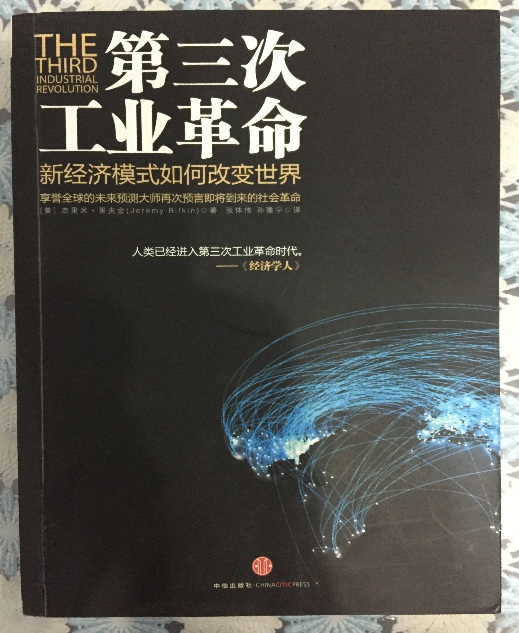 THE
THIRD
INDUSTRIAL
REVOLUTION
第三次
工业革命
新经济模式如何改变世界
享誉全球的未来预测大师再次预言即将到来的社会革命
[美] 杰里米·里夫金(Jeremy Rifkin)◎著 张体伟 孙豫宁◎译
人类已经进入第三次工业革命时代。
——《经济学人》
中信出版社·CHINACITICPRESS